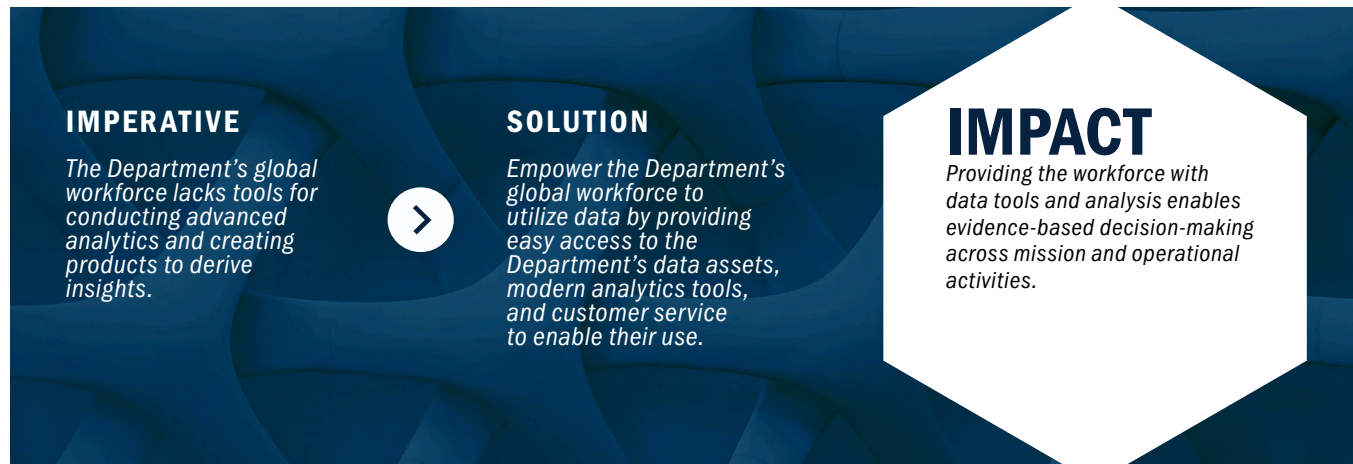 IMPERATIVE
The Department’s global
workforce lacks tools for
conducting advanced
analytics and creating
products to derive
insights.
SOLUTION
Empower the Department’s
global workforce to
utilize data by providing
easy access to the
Department’s data assets,
modern analytics tools,
and customer service
to enable their use.
IMPACT
Providing the workforce with
data tools and analysis enables
evidence-based decision-making
across mission and operational
activities.